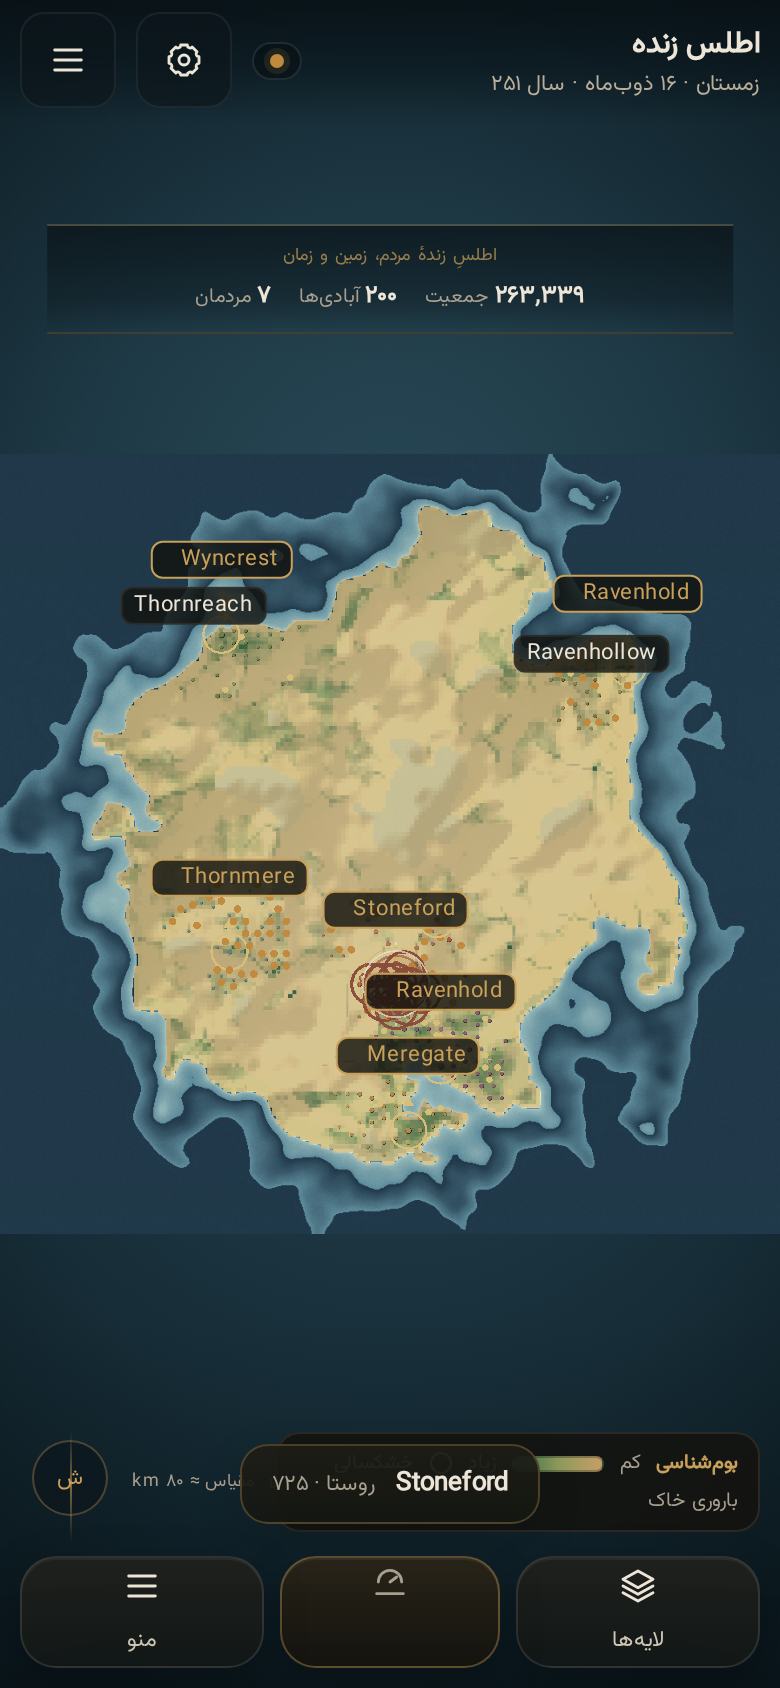 اطلس زنده
زمستان · ۱۶ ذوب‌ماه · سال ۲۵۱
اطلسِ زندهٔ مردم، زمین و زمان
۲۶۳,۳۳۹ جمعیت ۲۰۰ آبادی‌ها ۷ مردمان
Wyncrest
Ravenhold
Thornreach
Ravenhollow
Thornmere
Stoneford
Ravenhold
Meregate
بوم‌شناسی کم زیاد خشکسالی
باروری خاک
Stoneford روستا · ۷۲۵
≈ ۸۰ km
ش
لایه‌ها
منو